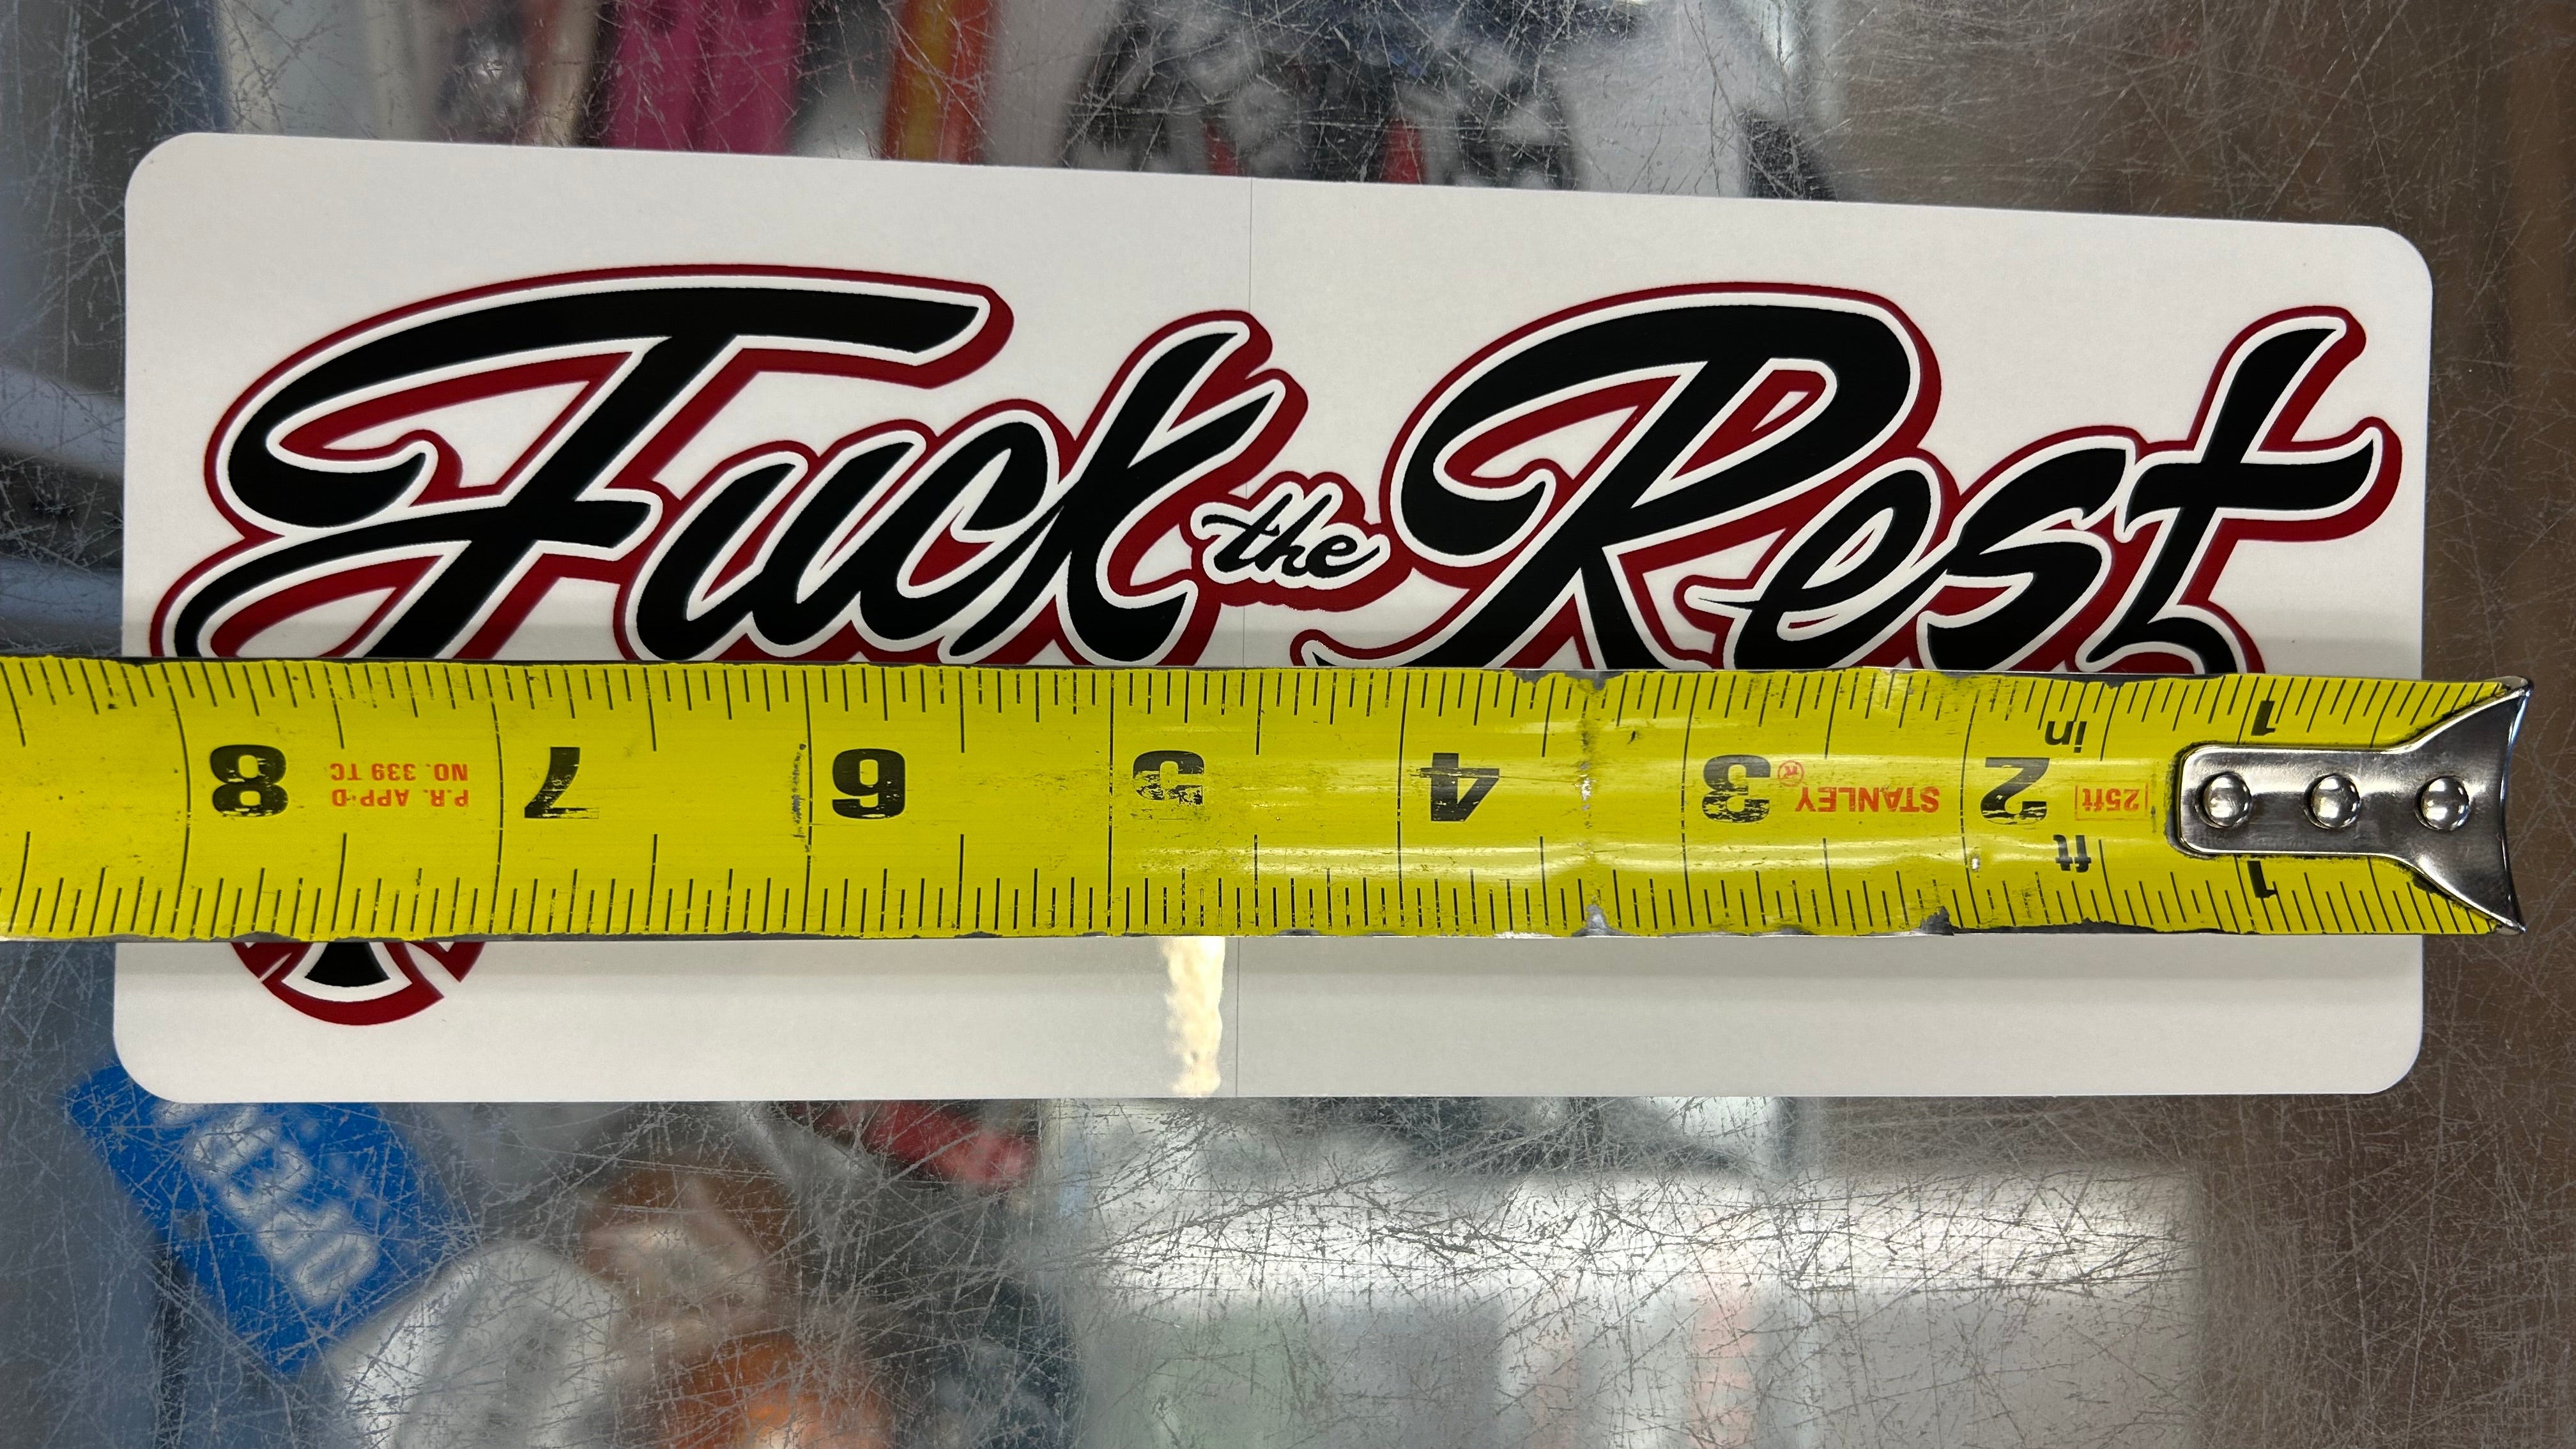 Fuck the Rest
8 P.R. APP·D 7 6 5 4 3 STANLEY® 2 in 25ft 1
NO. 339 TC
ft 1